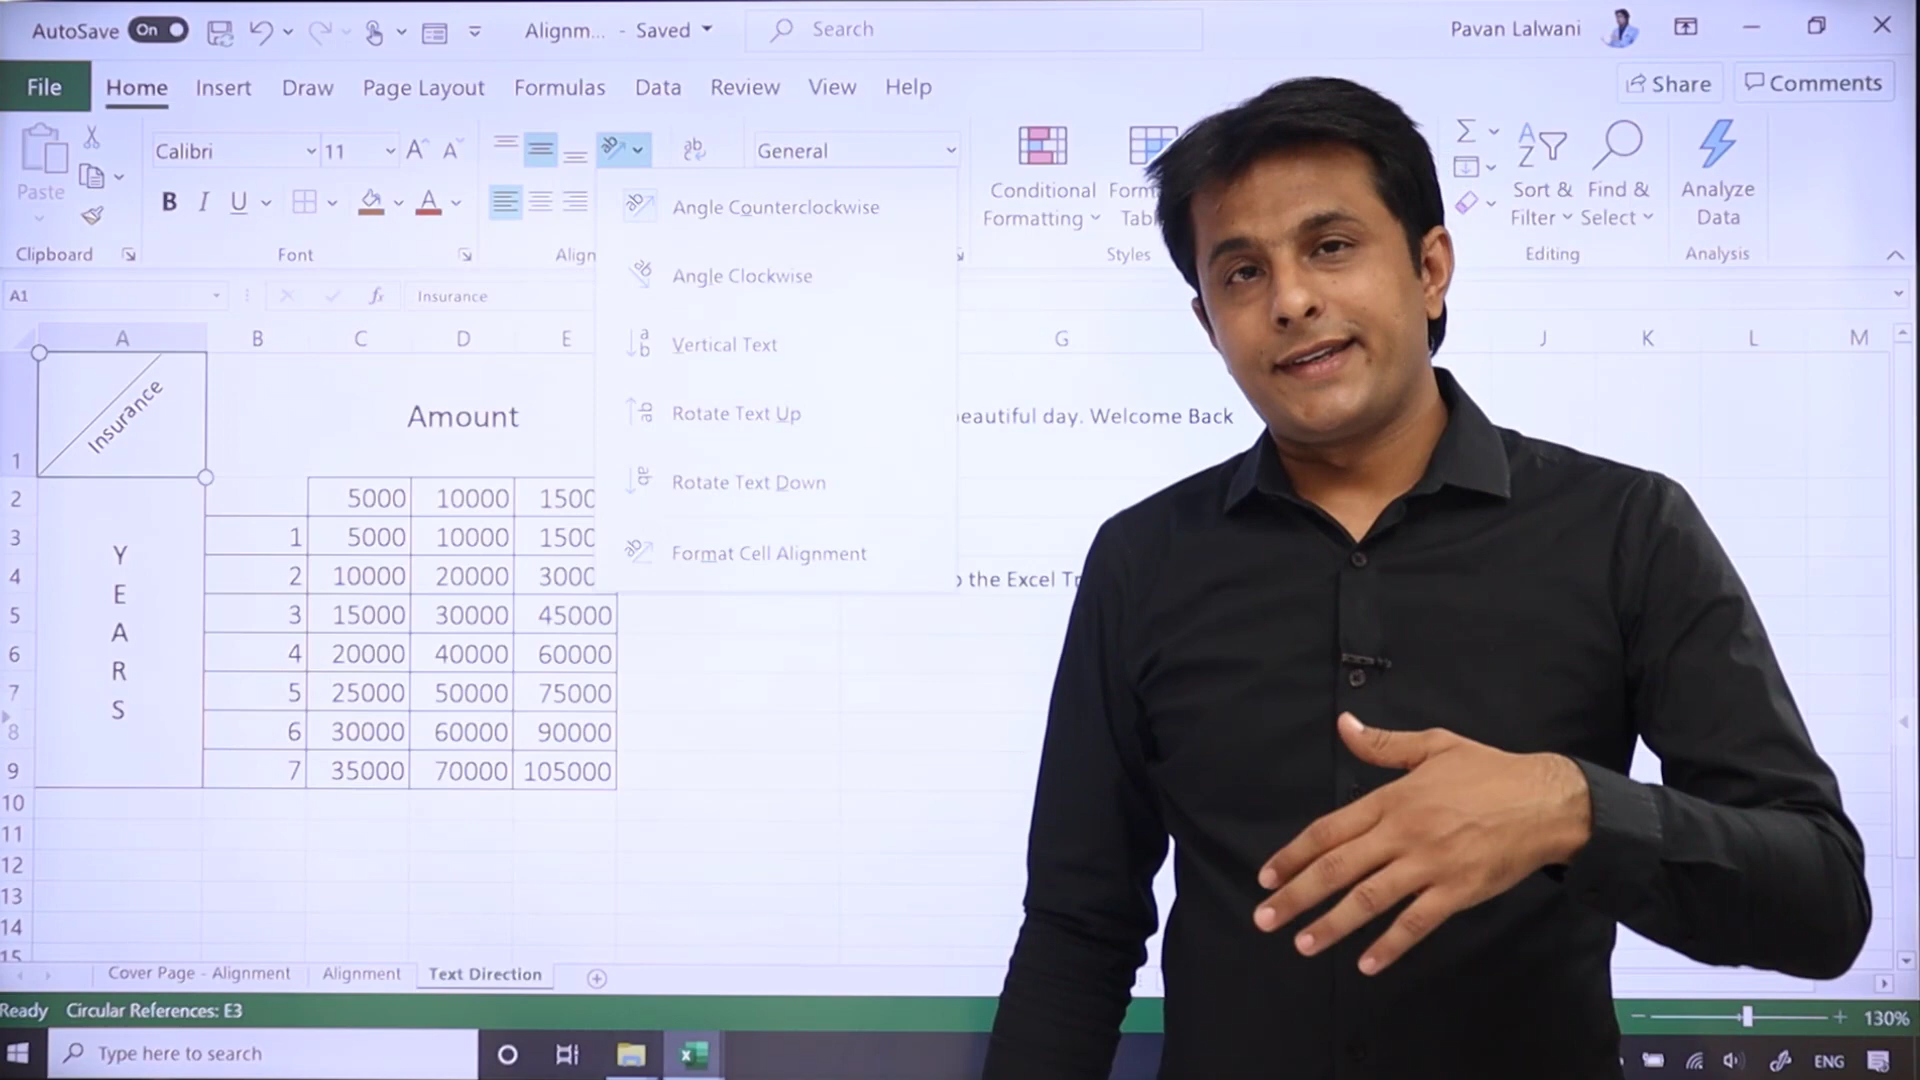 AutoSave On Alignm... - Saved Search Pavan Lalwani
File Home Insert Draw Page Layout Formulas Data Review View Help Share Comments
Paste Calibri 11 A A ab General Conditional Formatting Sort & Filter Find & Select Analyze Data
B I U A
Clipboard Font Styles Editing Analysis
A1 fx Insurance
Angle Counterclockwise
Angle Clockwise
Vertical Text
Rotate Text Up
Rotate Text Down
Format Cell Alignment
A B C D E G J K L M
1 Insurance Amount eautiful day. Welcome Back
2 5000 10000 1500
3 1 5000 10000 1500
4 2 10000 20000 3000 the Excel
5 3 15000 30000 45000
6 4 20000 40000 60000
7 5 25000 50000 75000
8 6 30000 60000 90000
9 7 35000 70000 105000
Y
E
A
R
S
10
11
12
13
14
15
Cover Page - Alignment Alignment Text Direction
Ready Circular References: E3 130%
Type here to search ENG